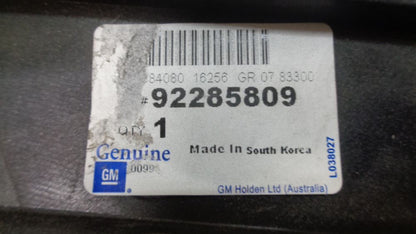 84080 16256 GR 07 83300
#92285809
QTY 1
Genuine
Made In South Korea
GM
0099
GM Holden Ltd (Australia)
L038027